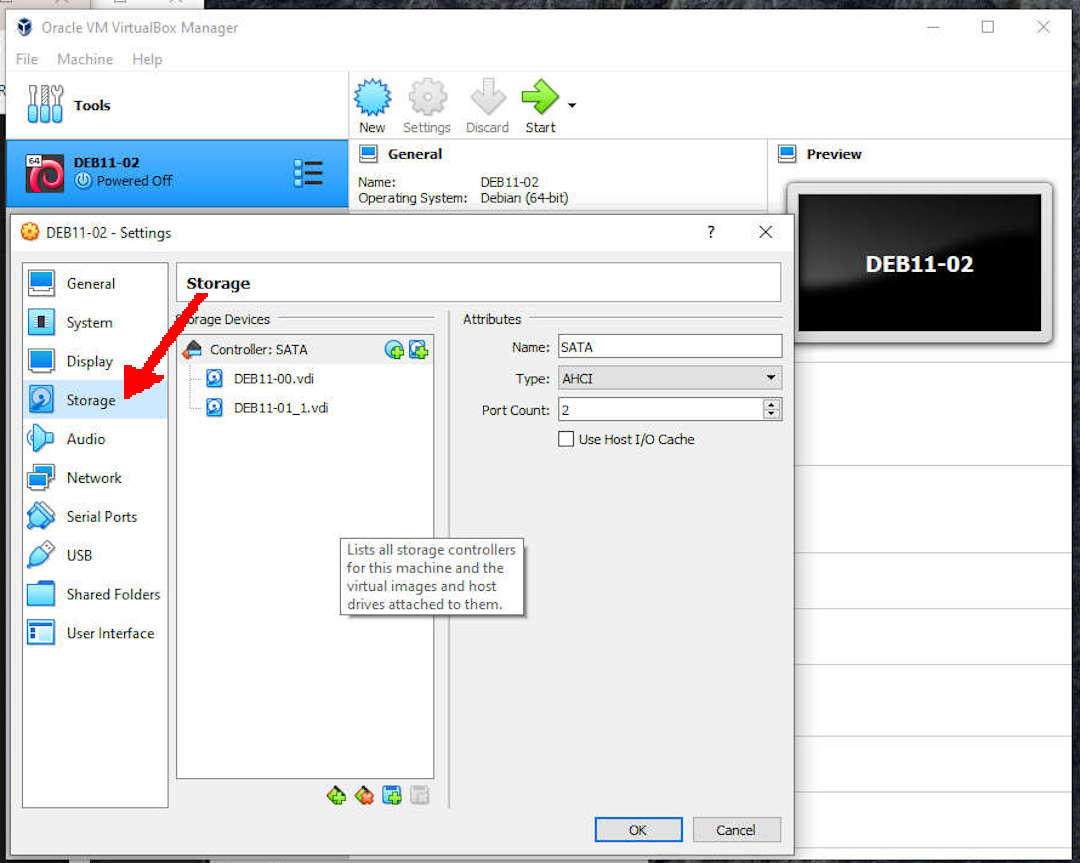 Oracle VM VirtualBox Manager
File Machine Help
Tools
New Settings Discard Start
64
DEB11-02
Powered Off
General
Name: DEB11-02
Operating System: Debian (64-bit)
Preview
DEB11-02
DEB11-02 - Settings
?
General
System
Display
Storage
Audio
Network
Serial Ports
USB
Shared Folders
User Interface
Storage
Storage Devices
Controller: SATA
DEB11-00.vdi
DEB11-01_1.vdi
Attributes
Name: SATA
Type: AHCI
Port Count: 2
Use Host I/O Cache
Lists all storage controllers
for this machine and the
virtual images and host
drives attached to them.
OK Cancel